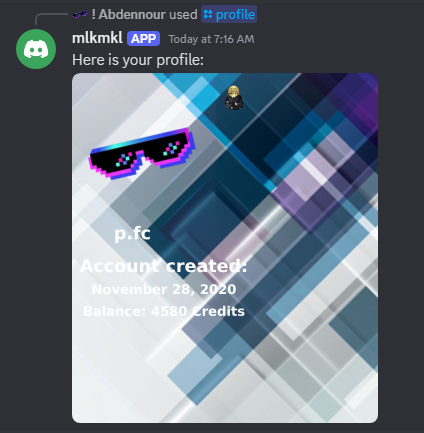 ! Abdennour used profile
mlkmkl APP Today at 7:16 AM
Here is your profile:
p.fc
Account created:
November 28, 2020
Balance: 4580 Credits